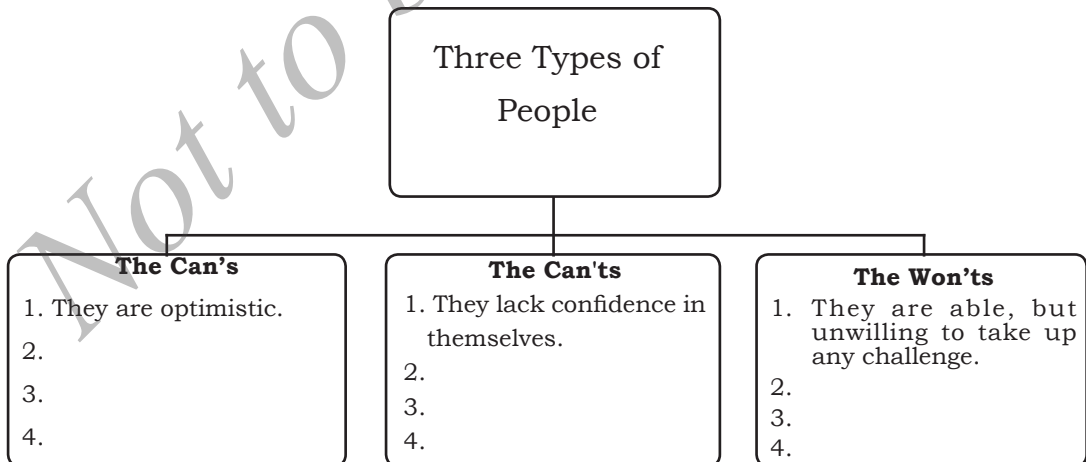 Not to
Three Types of
People
The Can’s
1. They are optimistic.
2.
3.
4.
The Can'ts
1. They lack confidence in
themselves.
2.
3.
4.
The Won’ts
1. They are able, but
unwilling to take up
any challenge.
2.
3.
4.